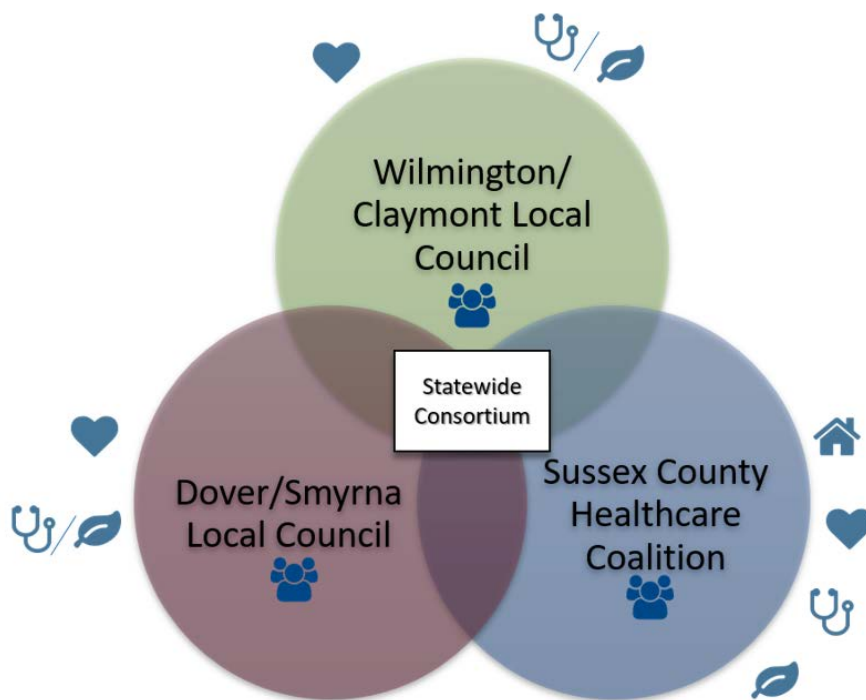 Wilmington/
Claymont Local
Council
Statewide
Consortium
Dover/Smyrna
Local Council
Sussex County
Healthcare
Coalition